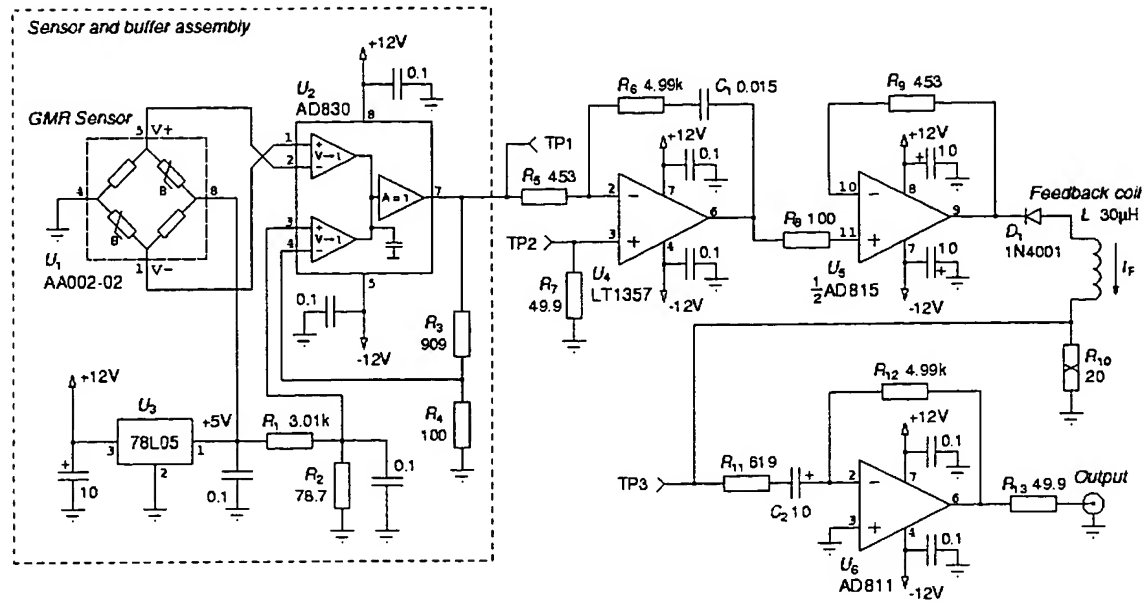 Sensor and buffer assembly
+12V
0.1
U2
AD830
8
GMR Sensor
5 V+
B
B
4
8
1 V-
U1
AA002-02
1
2
+
-
V→I
3
4
+
-
V→I
A = 1
7
5
0.1
-12V
R3
909
R4
100
+12V
U3
78L05
3
1
2
+5V
+
10
0.1
R1 3.01k
R2
78.7
0.1
TP1
R5 453
TP2
R7
49.9
R6 4.99k
C1 0.015
+12V
0.1
2
-
3
+
7
6
4
0.1
-12V
U4
LT1357
R8 100
R9 453
+12V
+
10
10
-
11
+
8
9
7
10
+
-12V
U5
½AD815
D1
1N4001
Feedback coil
L 30µH
IF
R10
20
TP3
R11 619
C2 10
+
R12 4.99k
+12V
0.1
2
-
3
+
7
6
4
0.1
-12V
U6
AD811
R13 49.9
Output